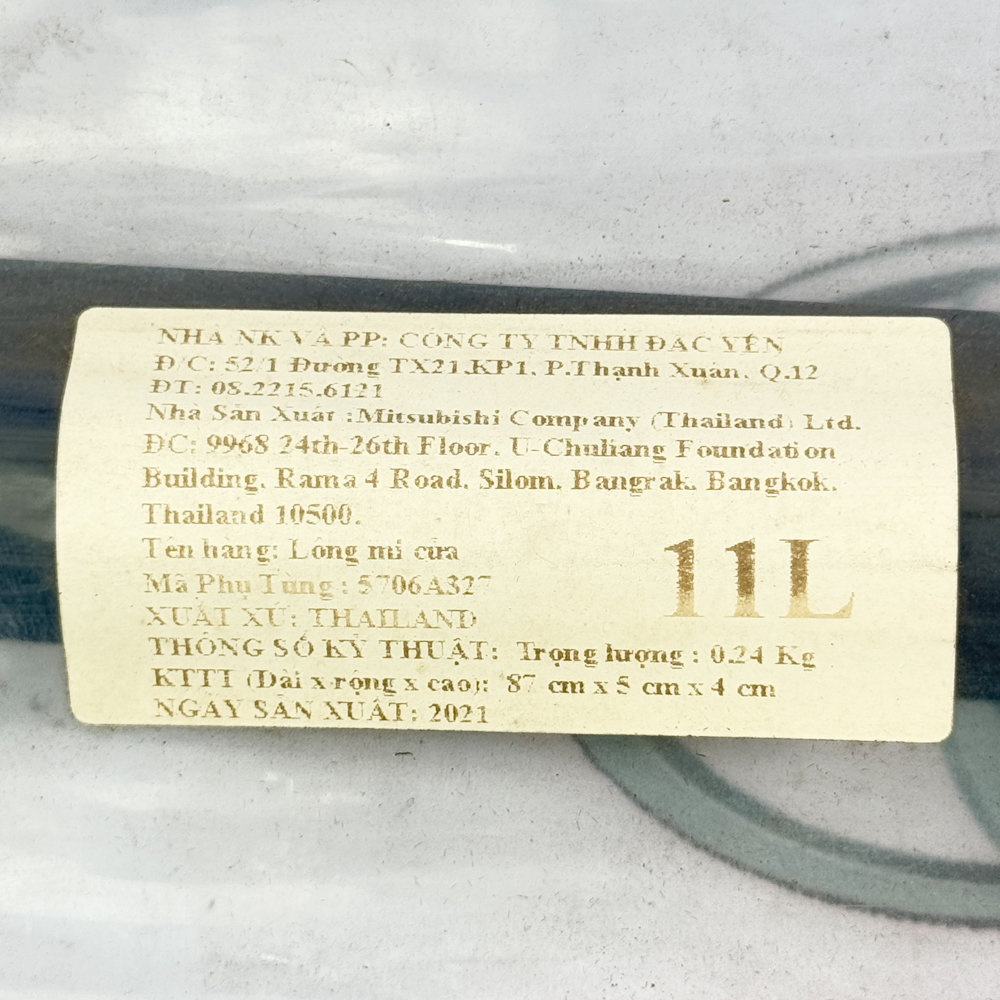 NHÀ NK VÀ PP: CÔNG TY TNHH ĐẠC YẾN
Đ/C: 52/1 Đường TX21,KP1, P.Thạnh Xuân, Q.12
ĐT: 08.2215.6121
Nhà Sản Xuất :Mitsubishi Company (Thailand) Ltd.
ĐC: 9968 24th-26th Floor, U-Chuliang Foundation
Building, Rama 4 Road, Silom, Bangrak, Bangkok,
Thailand 10500.
Tên hàng: Lông mi cửa
11L
Mã Phụ Tùng : 5706A327
XUẤT XỨ: THAILAND
THÔNG SỐ KỸ THUẬT: Trọng lượng : 0.24 Kg
KTTT (Dài x rộng x cao): 87 cm x 5 cm x 4 cm
NGÀY SẢN XUẤT: 2021